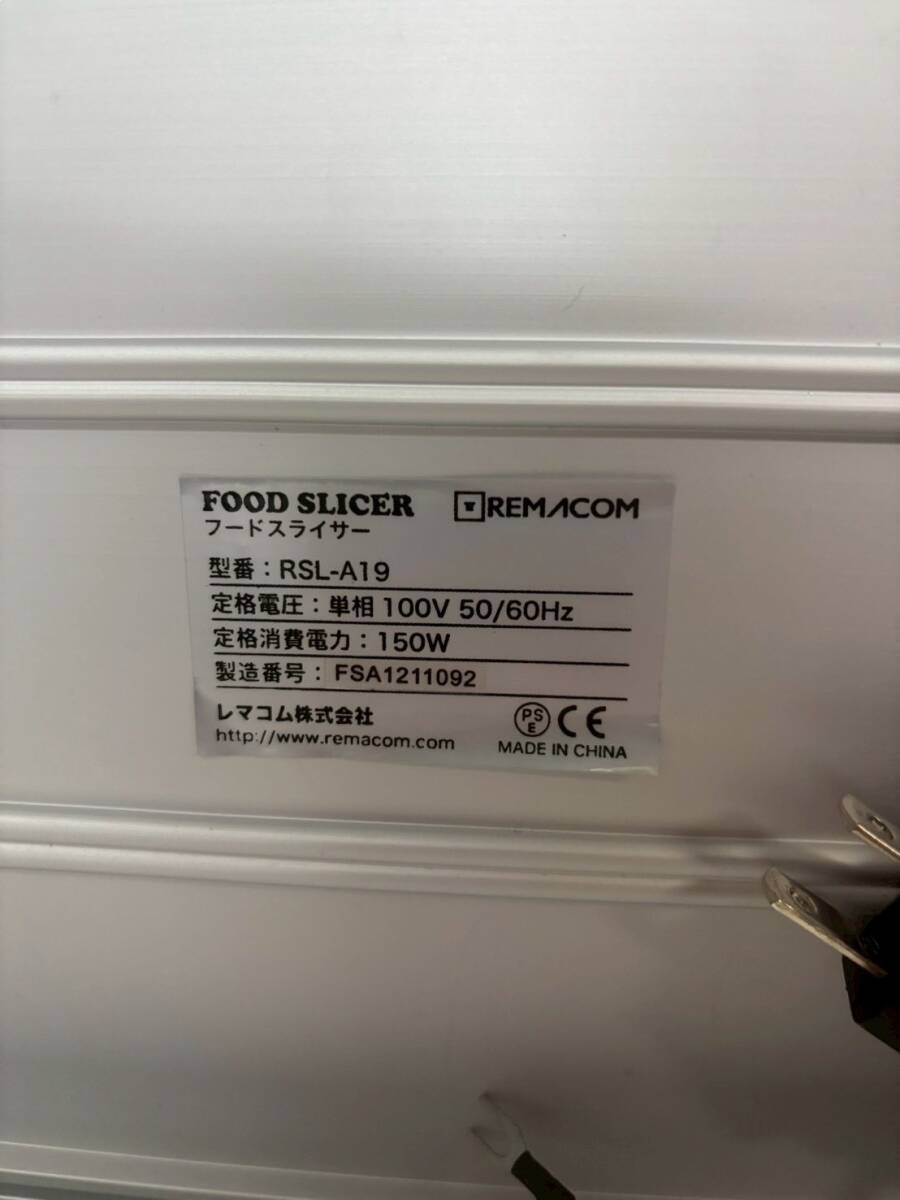 FOOD SLICER REMACOM
フードスライサー
型番：RSL-A19
定格電圧：単相 100V 50/60Hz
定格消費電力：150W
製造番号：FSA1211092
レマコム株式会社
http://www.remacom.com
PSE CE
MADE IN CHINA